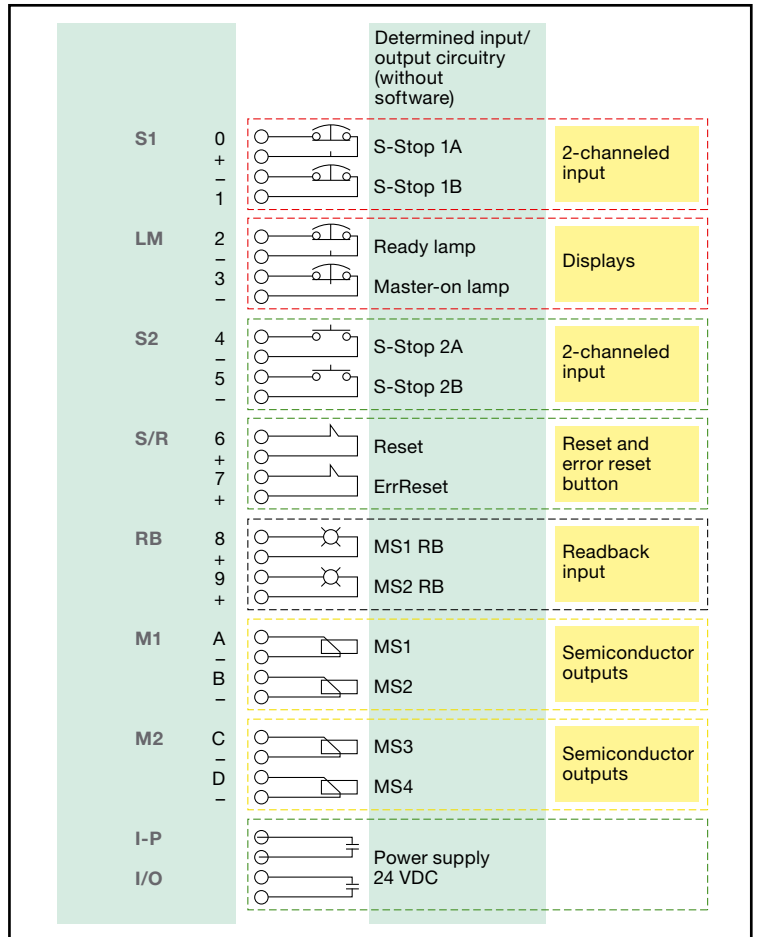 Determined input/
output circuitry
(without
software)
S1
0
+
–
1
S-Stop 1A
S-Stop 1B
2-channeled
input
LM
2
–
3
–
Ready lamp
Master-on lamp
Displays
S2
4
–
5
–
S-Stop 2A
S-Stop 2B
2-channeled
input
S/R
6
+
7
+
Reset
ErrReset
Reset and
error reset
button
RB
8
+
9
+
MS1 RB
MS2 RB
Readback
input
M1
A
–
B
–
MS1
MS2
Semiconductor
outputs
M2
C
–
D
–
MS3
MS4
Semiconductor
outputs
I-P
I/O
Power supply
24 VDC